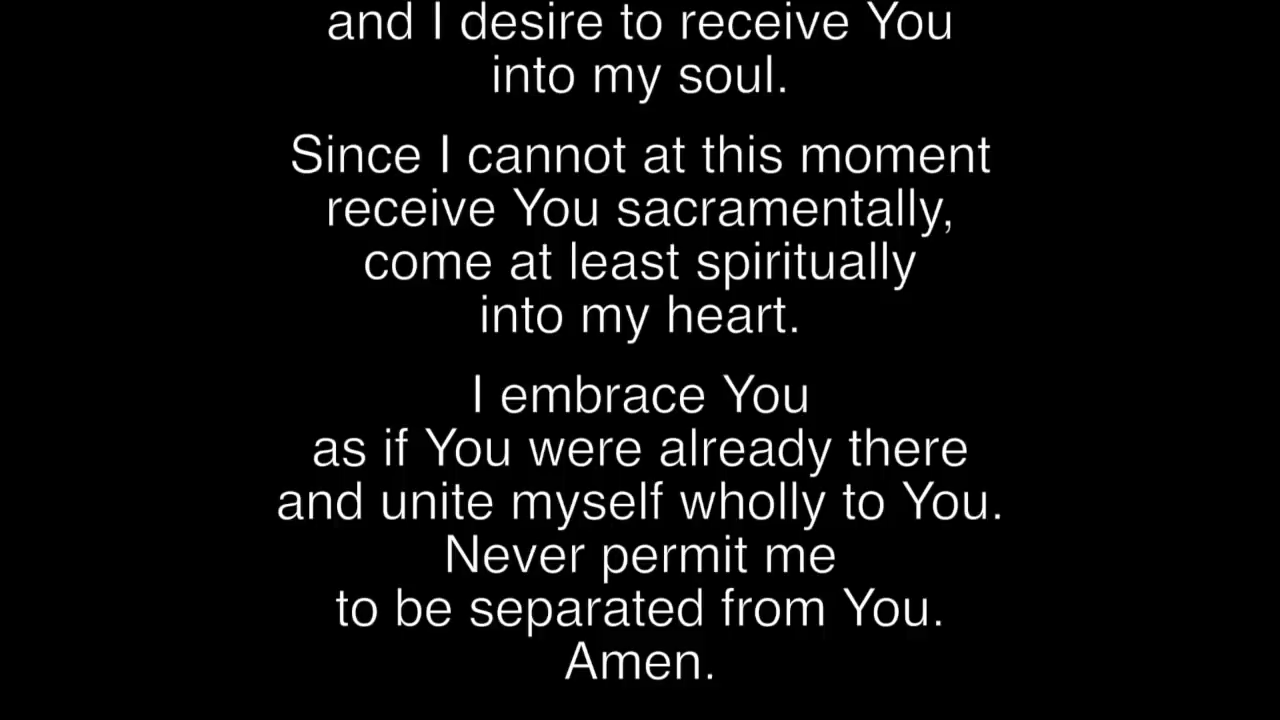 and I desire to receive You
into my soul.
Since I cannot at this moment
receive You sacramentally,
come at least spiritually
into my heart.
I embrace You
as if You were already there
and unite myself wholly to You.
Never permit me
to be separated from You.
Amen.